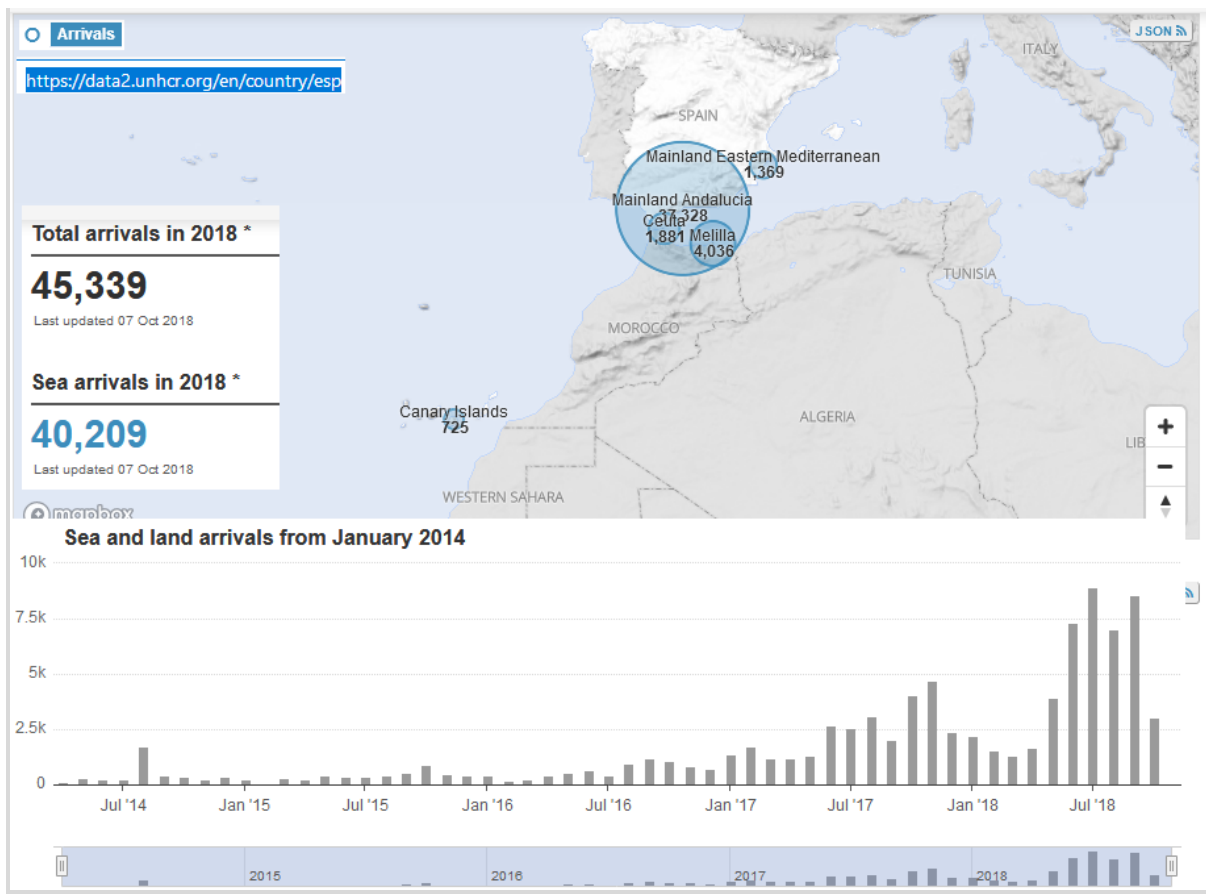 Arrivals
JSON
https://data2.unhcr.org/en/country/esp
ITALY
SPAIN
Mainland Eastern Mediterranean
1,369
Mainland Andalucia
37,328
Ceuta
1,881
Melilla
4,036
Total arrivals in 2018 *
45,339
Last updated 07 Oct 2018
TUNISIA
MOROCCO
Sea arrivals in 2018 *
40,209
Last updated 07 Oct 2018
Canary Islands
725
ALGERIA
LIB
WESTERN SAHARA
mapbox
Sea and land arrivals from January 2014
10k
7.5k
5k
2.5k
0
Jul '14
Jan '15
Jul '15
Jan '16
Jul '16
Jan '17
Jul '17
Jan '18
Jul '18
2015
2016
2017
2018